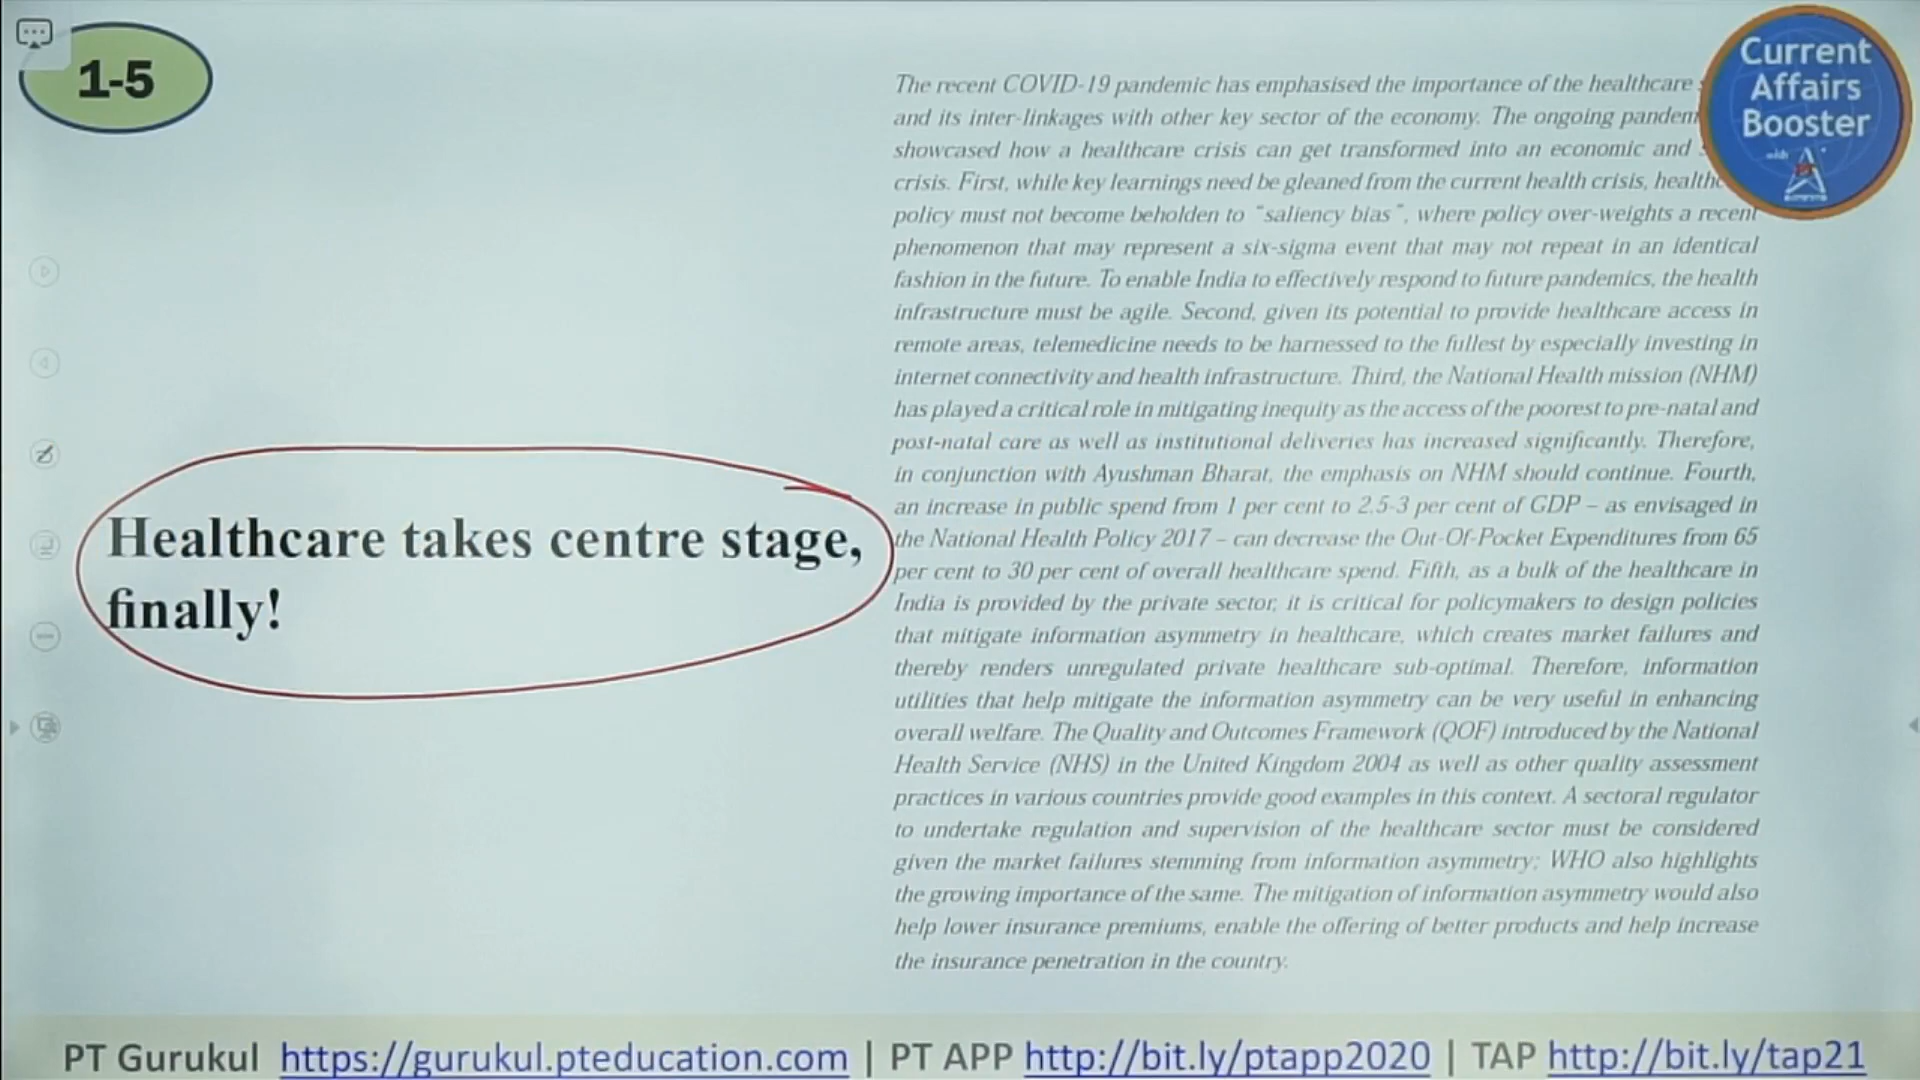 1-5
Current
Affairs
Booster
with
Healthcare takes centre stage,
finally!
The recent COVID-19 pandemic has emphasised the importance of the healthcare
and its inter-linkages with other key sector of the economy. The ongoing
showcased how a healthcare crisis can get transformed into an economic and
crisis. First, while key learnings need be gleaned from the current health crisis,
policy must not become beholden to "saliency bias", where policy over-weights a recent
phenomenon that may represent a six-sigma event that may not repeat in an identical
fashion in the future. To enable India to effectively respond to future pandemics, the health
infrastructure must be agile. Second, given its potential to provide healthcare access in
remote areas, telemedicine needs to be harnessed to the fullest by especially investing in
internet connectivity and health infrastructure. Third, the National Health mission (NHM)
has played a critical role in mitigating inequity as the access of the poorest to pre-natal and
post-natal care as well as institutional deliveries has increased significantly. Therefore,
in conjunction with Ayushman Bharat, the emphasis on NHM should continue. Fourth,
an increase in public spend from 1 per cent to 2.5-3 per cent of GDP – as envisaged in
the National Health Policy 2017 – can decrease the Out-Of-Pocket Expenditures from 65
per cent to 30 per cent of overall healthcare spend. Fifth, as a bulk of the healthcare in
India is provided by the private sector, it is critical for policymakers to design policies
that mitigate information asymmetry in healthcare, which creates market failures and
thereby renders unregulated private healthcare sub-optimal. Therefore, information
utilities that help mitigate the information asymmetry can be very useful in enhancing
overall welfare. The Quality and Outcomes Framework (QOF) introduced by the National
Health Service (NHS) in the United Kingdom 2004 as well as other quality assessment
practices in various countries provide good examples in this context. A sectoral regulator
to undertake regulation and supervision of the healthcare sector must be considered
given the market failures stemming from information asymmetry; WHO also highlights
the growing importance of the same. The mitigation of information asymmetry would also
help lower insurance premiums, enable the offering of better products and help increase
the insurance penetration in the country.
PT Gurukul https://gurukul.pteducation.com | PT APP http://bit.ly/ptapp2020 | TAP http://bit.ly/tap21